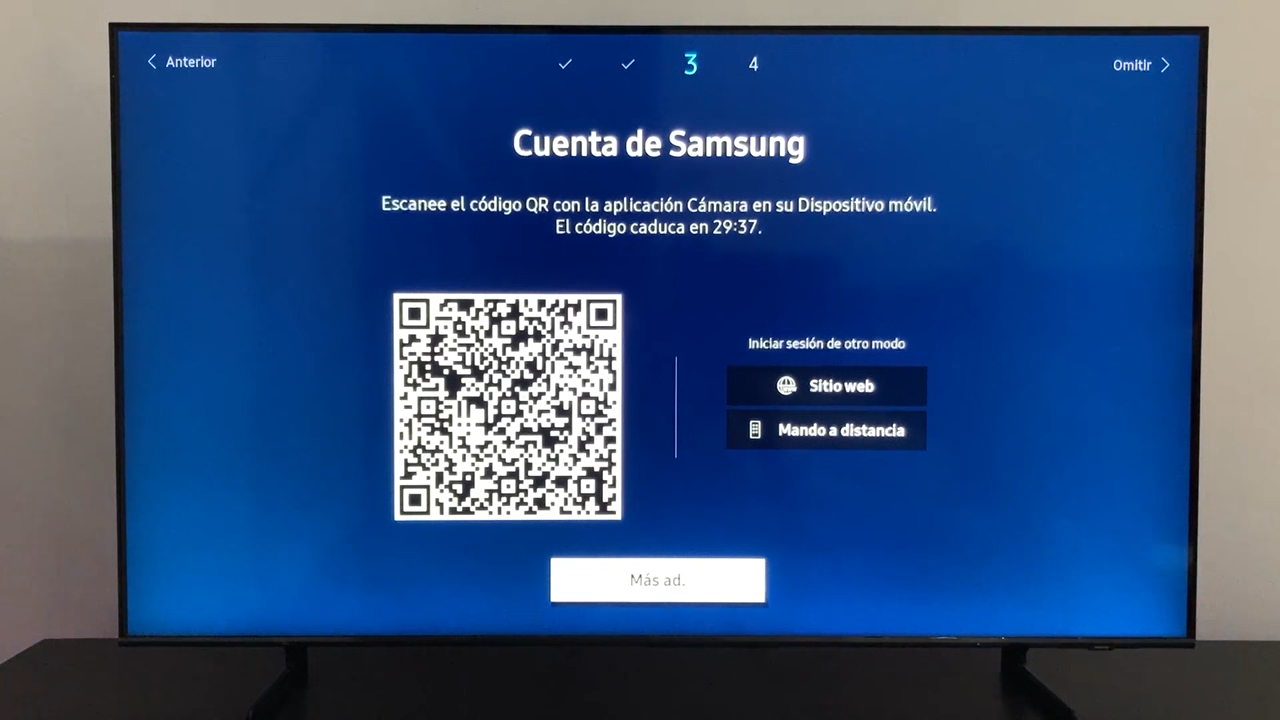 Anterior
3
4
Omitir
Cuenta de Samsung
Escanee el código QR con la aplicación Cámara en su Dispositivo móvil.
El código caduca en 29:37.
Iniciar sesión de otro modo
Sitio web
Mando a distancia
Más ad.